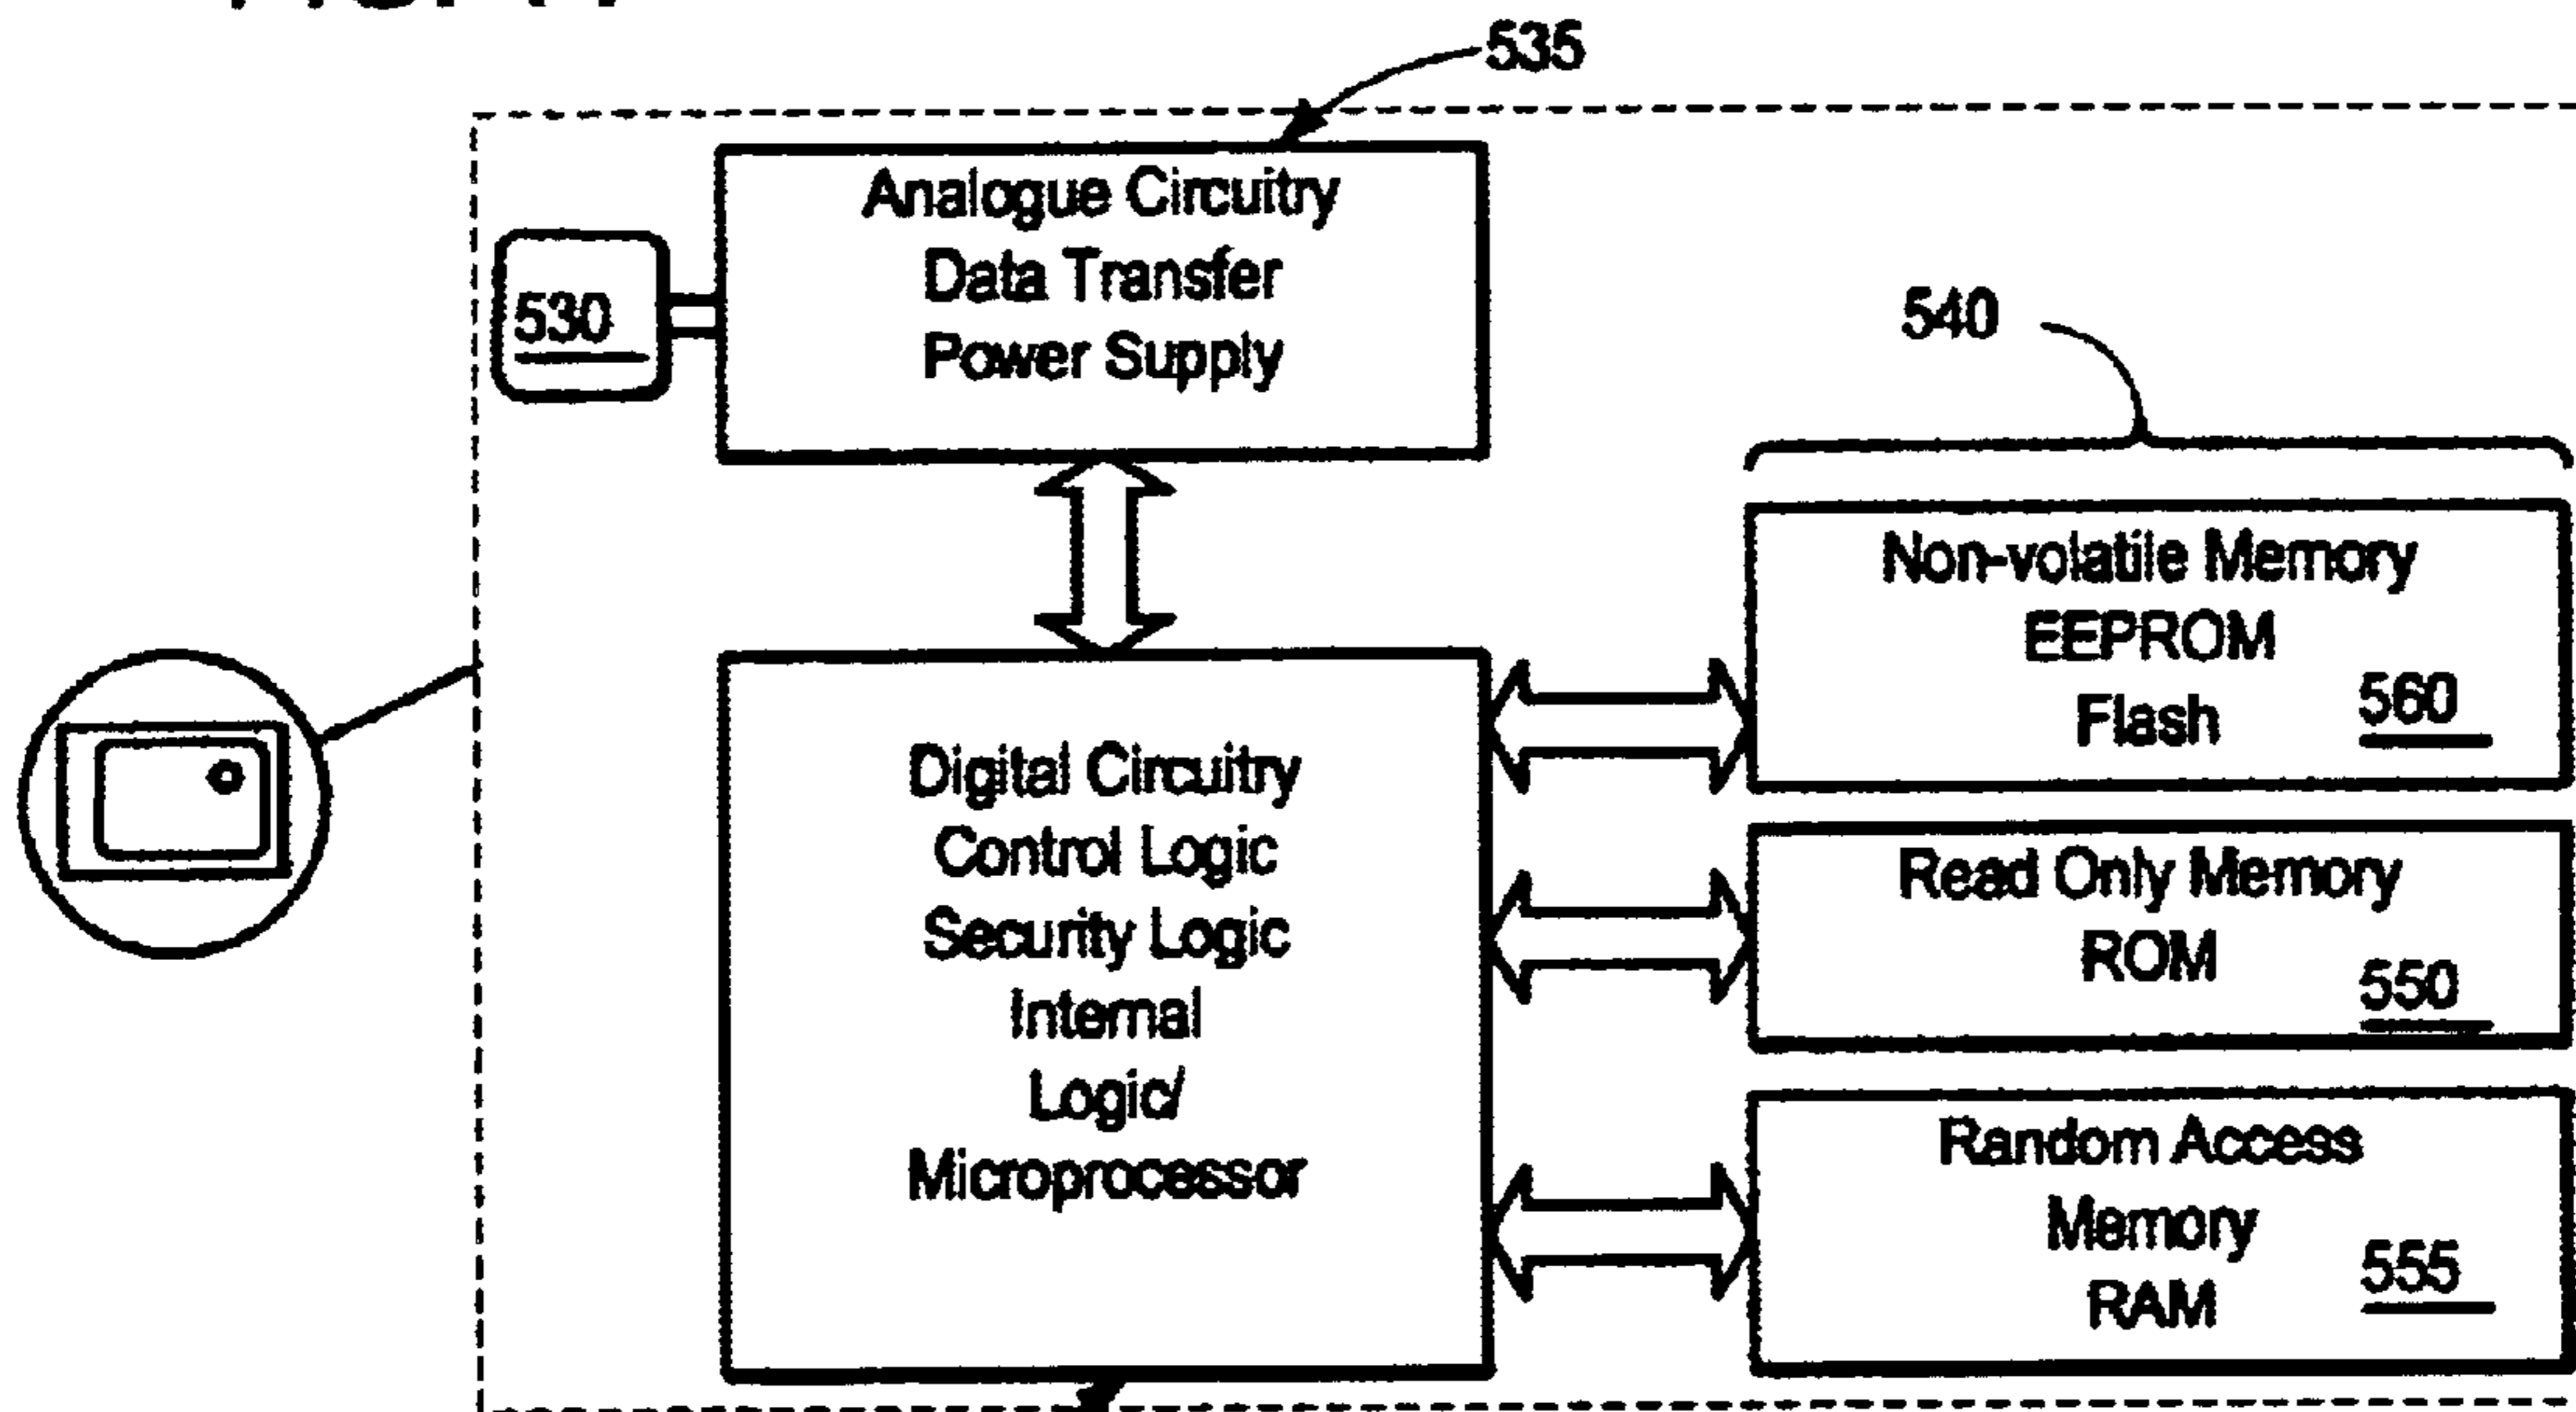 535
Analogue Circuitry
Data Transfer
Power Supply
530
540
Non-volatile Memory
EEPROM
Flash
560
Digital Circuitry
Control Logic
Security Logic
Internal
Logic/
Microprocessor
Read Only Memory
ROM
550
Random Access
Memory
RAM
555